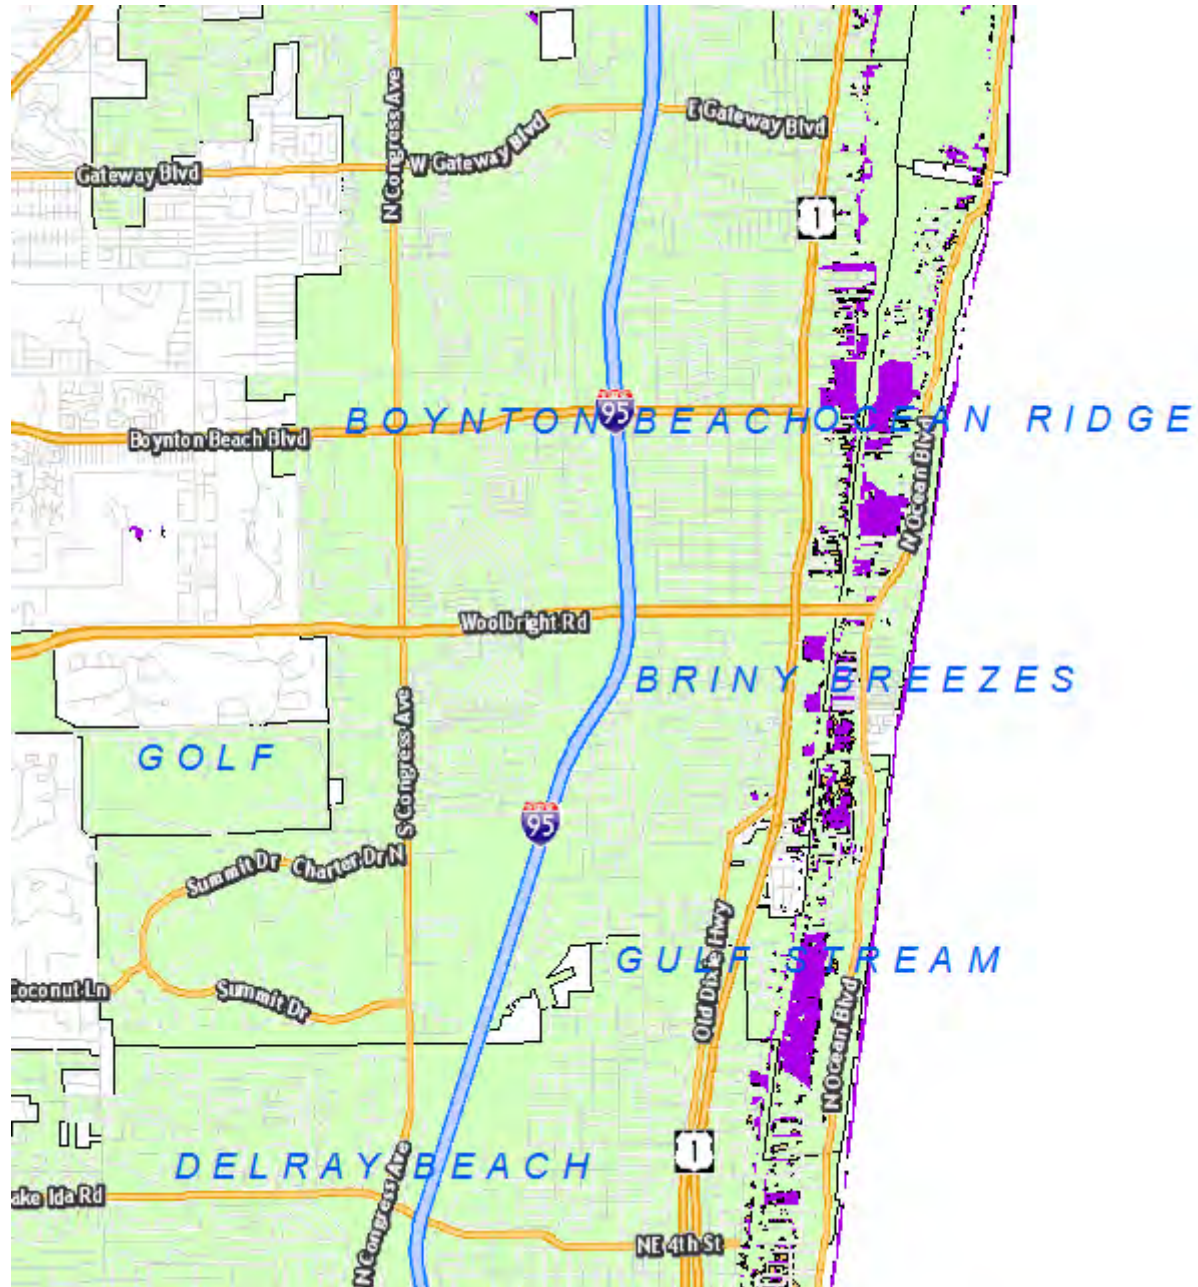 E Gateway Blvd
N Congress Ave
W Gateway Blvd
Gateway Blvd
1
95
BOYNTON BEACH
OCEAN RIDGE
Boynton Beach Blvd
N Ocean Blvd
Woolbright Rd
BRINY BREEZES
GOLF
S Congress Ave
95
Summit Dr
Charter Dr N
Old Dixie Hwy
GULF STREAM
Coconut Ln
Summit Dr
N Ocean Blvd
1
DELRAY BEACH
ake Ida Rd
N Congress Ave
NE 4th St